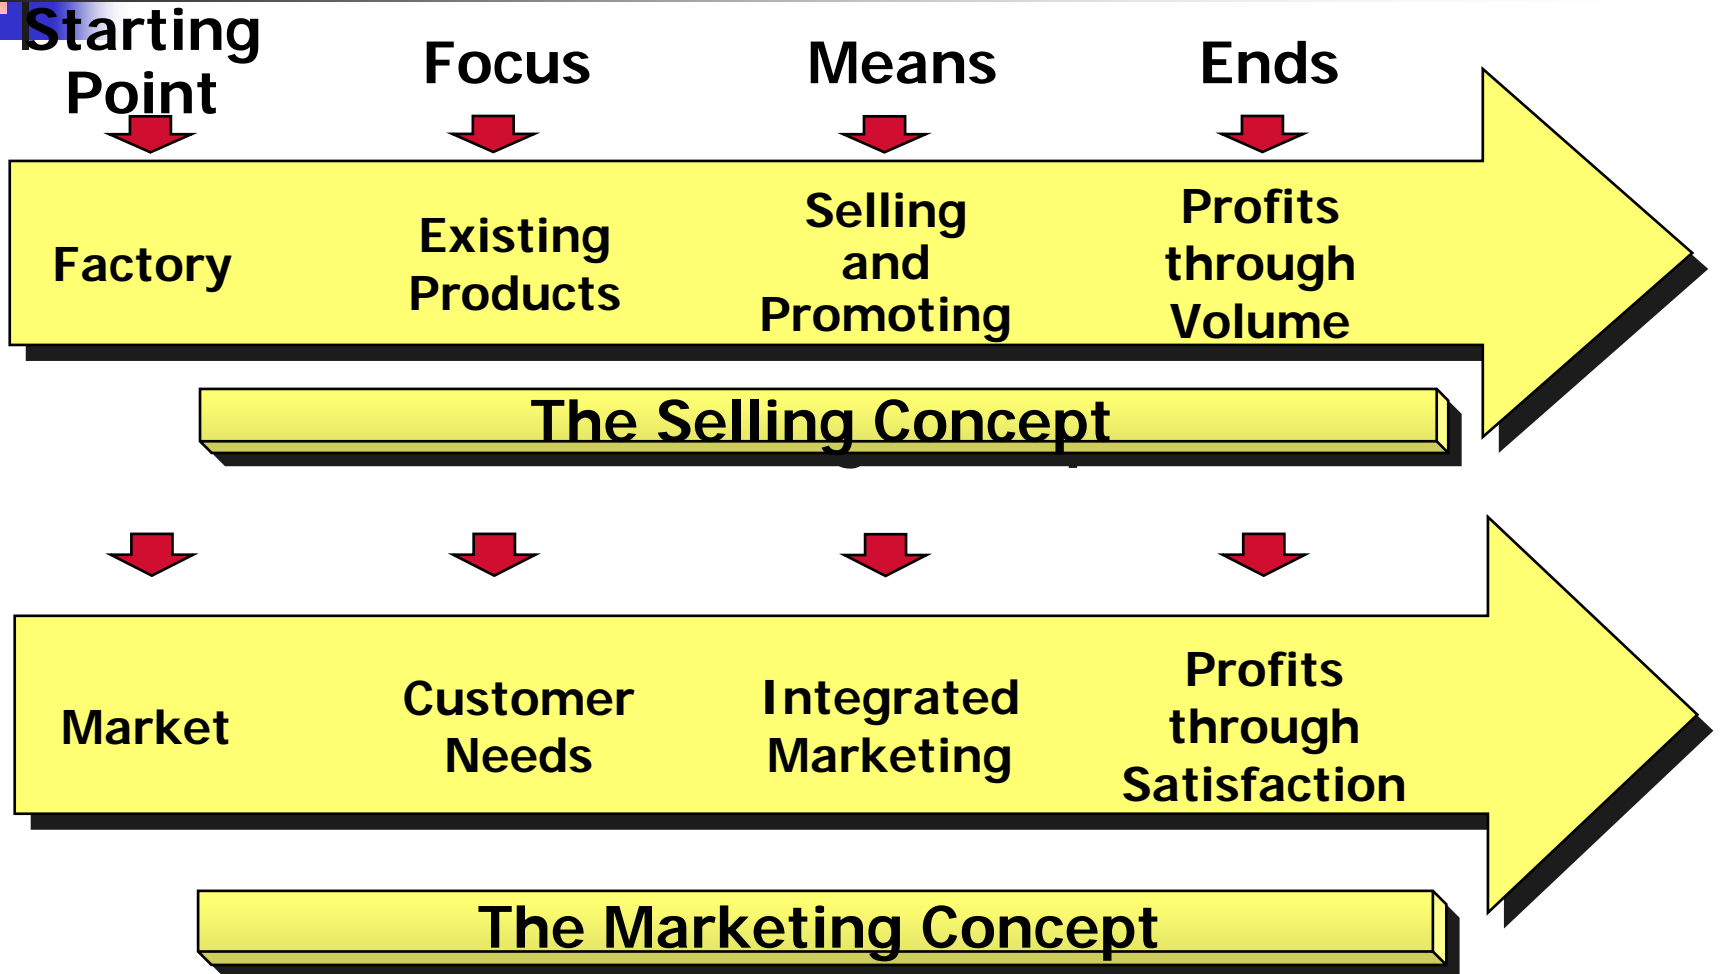 Starting
Point
Focus
Means
Ends
Factory
Existing
Products
Selling
and
Promoting
Profits
through
Volume
The Selling Concept
Market
Customer
Needs
Integrated
Marketing
Profits
through
Satisfaction
The Marketing Concept